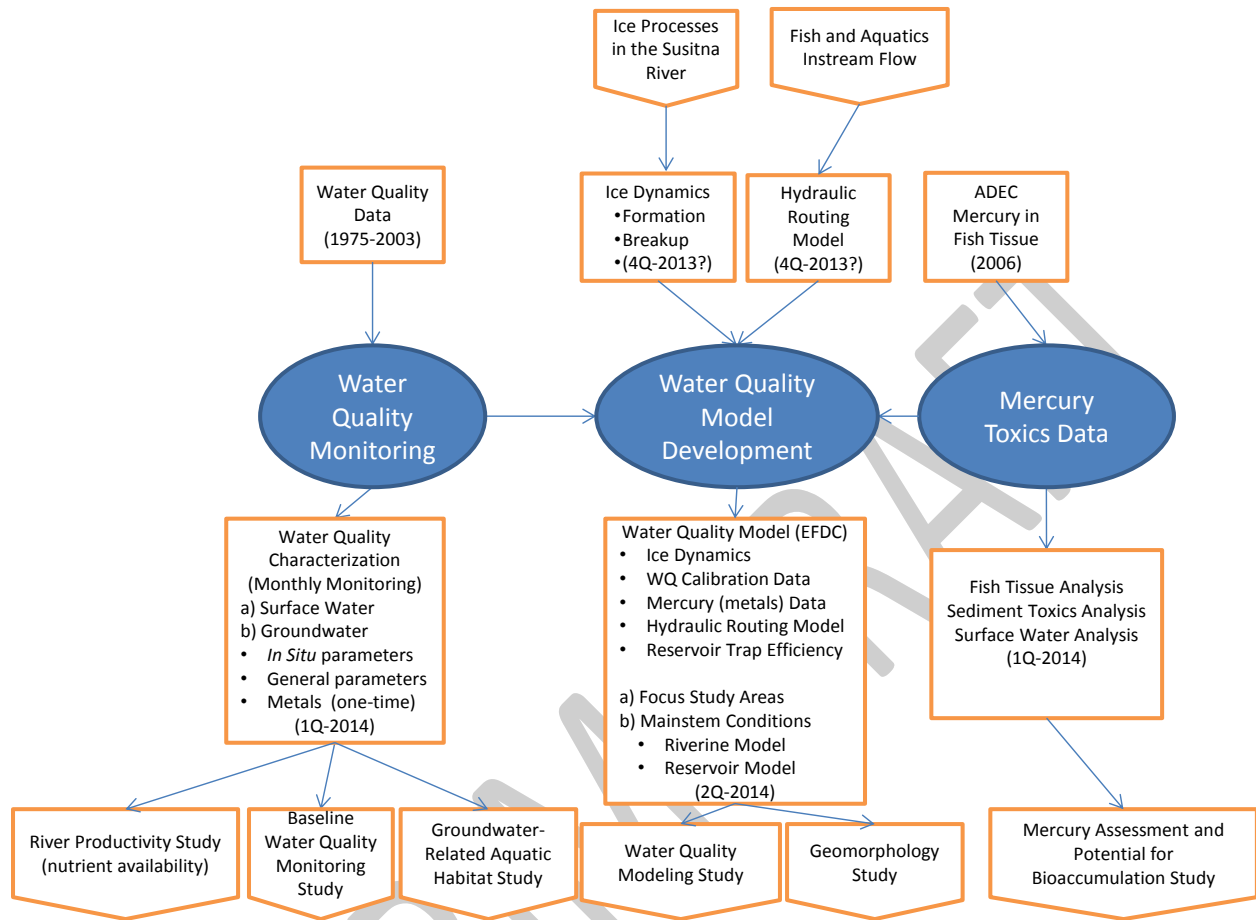 Ice Processes
in the Susitna
River
Fish and Aquatics
Instream Flow
Water Quality
Data
(1975-2003)
Ice Dynamics
•Formation
•Breakup
•(4Q-2013?)
Hydraulic
Routing
Model
(4Q-2013?)
ADEC
Mercury in
Fish Tissue
(2006)
Water
Quality
Monitoring
Water Quality
Model
Development
Mercury
Toxics Data
Water Quality
Characterization
(Monthly Monitoring)
a) Surface Water
b) Groundwater
• In Situ parameters
• General parameters
• Metals (one-time)
(1Q-2014)
Water Quality Model (EFDC)
• Ice Dynamics
• WQ Calibration Data
• Mercury (metals) Data
• Hydraulic Routing Model
• Reservoir Trap Efficiency
a) Focus Study Areas
b) Mainstem Conditions
• Riverine Model
• Reservoir Model
(2Q-2014)
Fish Tissue Analysis
Sediment Toxics Analysis
Surface Water Analysis
(1Q-2014)
River Productivity Study
(nutrient availability)
Baseline
Water Quality
Monitoring
Study
Groundwater-
Related Aquatic
Habitat Study
Water Quality
Modeling Study
Geomorphology
Study
Mercury Assessment and
Potential for
Bioaccumulation Study